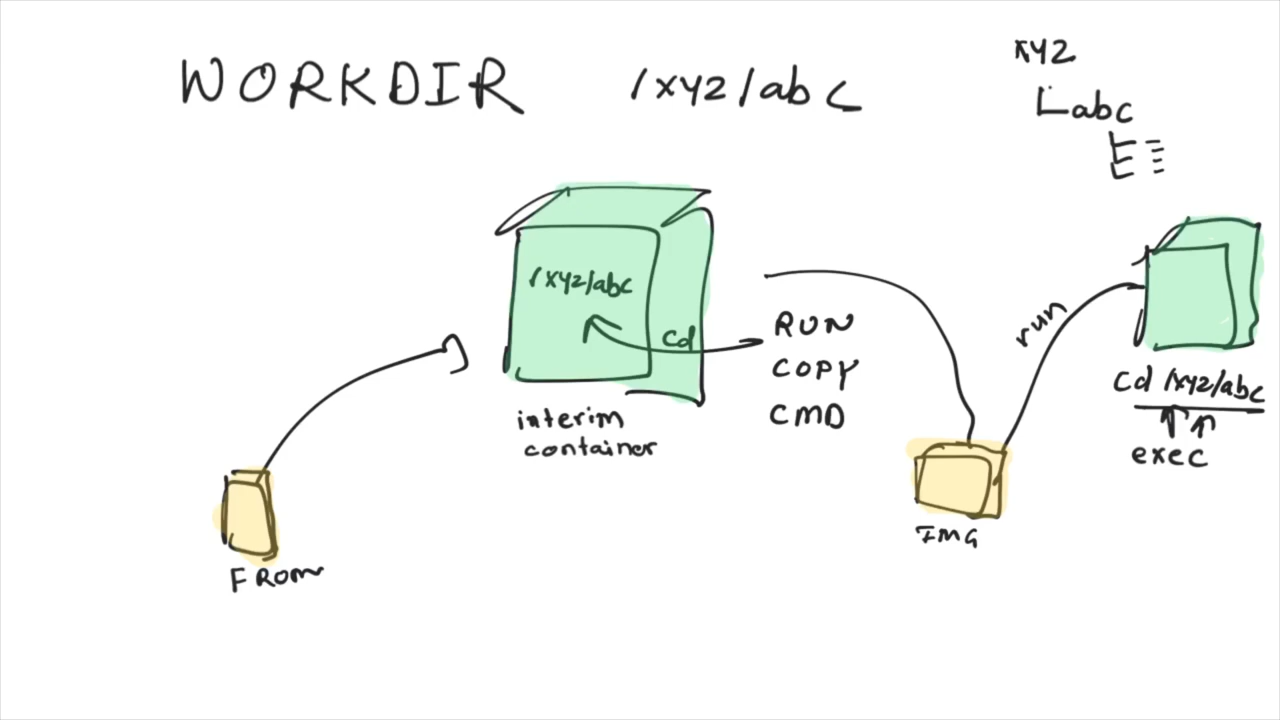 WORKDIR /xyz/abc
xyz
abc
/xyz/abc
cd
RUN
COPY
CMD
interim
container
run
cd /xyz/abc
exec
IMG
FROM